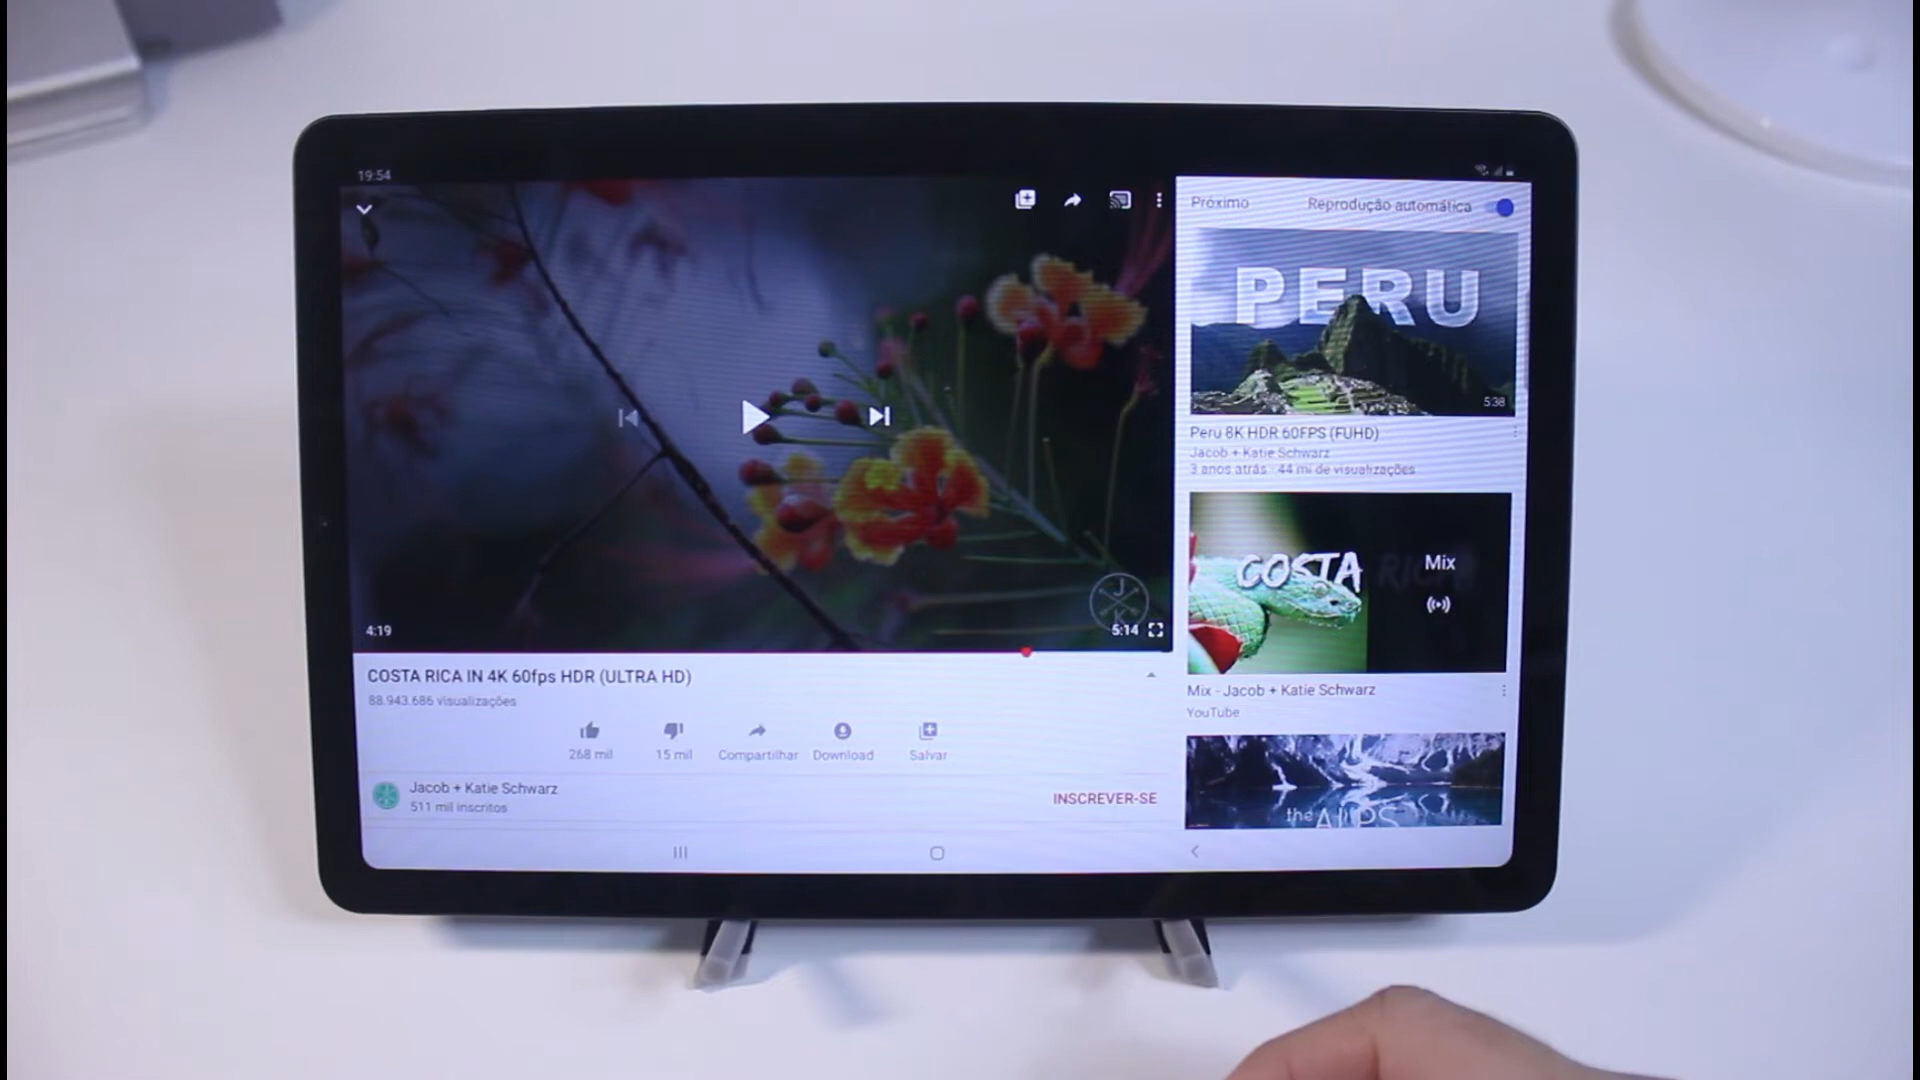 19:54
Próximo
Reprodução automática
PERU
5:38
Peru 8K HDR 60FPS (FUHD)
Jacob + Katie Schwarz
3 anos atrás · 44 mi de visualizações
COSTA RICA
Mix
Mix - Jacob + Katie Schwarz
YouTube
the ALPS
J
K
4:19
5:14
COSTA RICA IN 4K 60fps HDR (ULTRA HD)
88.943.686 visualizações
268 mil
15 mil
Compartilhar
Download
Salvar
Jacob + Katie Schwarz
511 mil inscritos
INSCREVER-SE